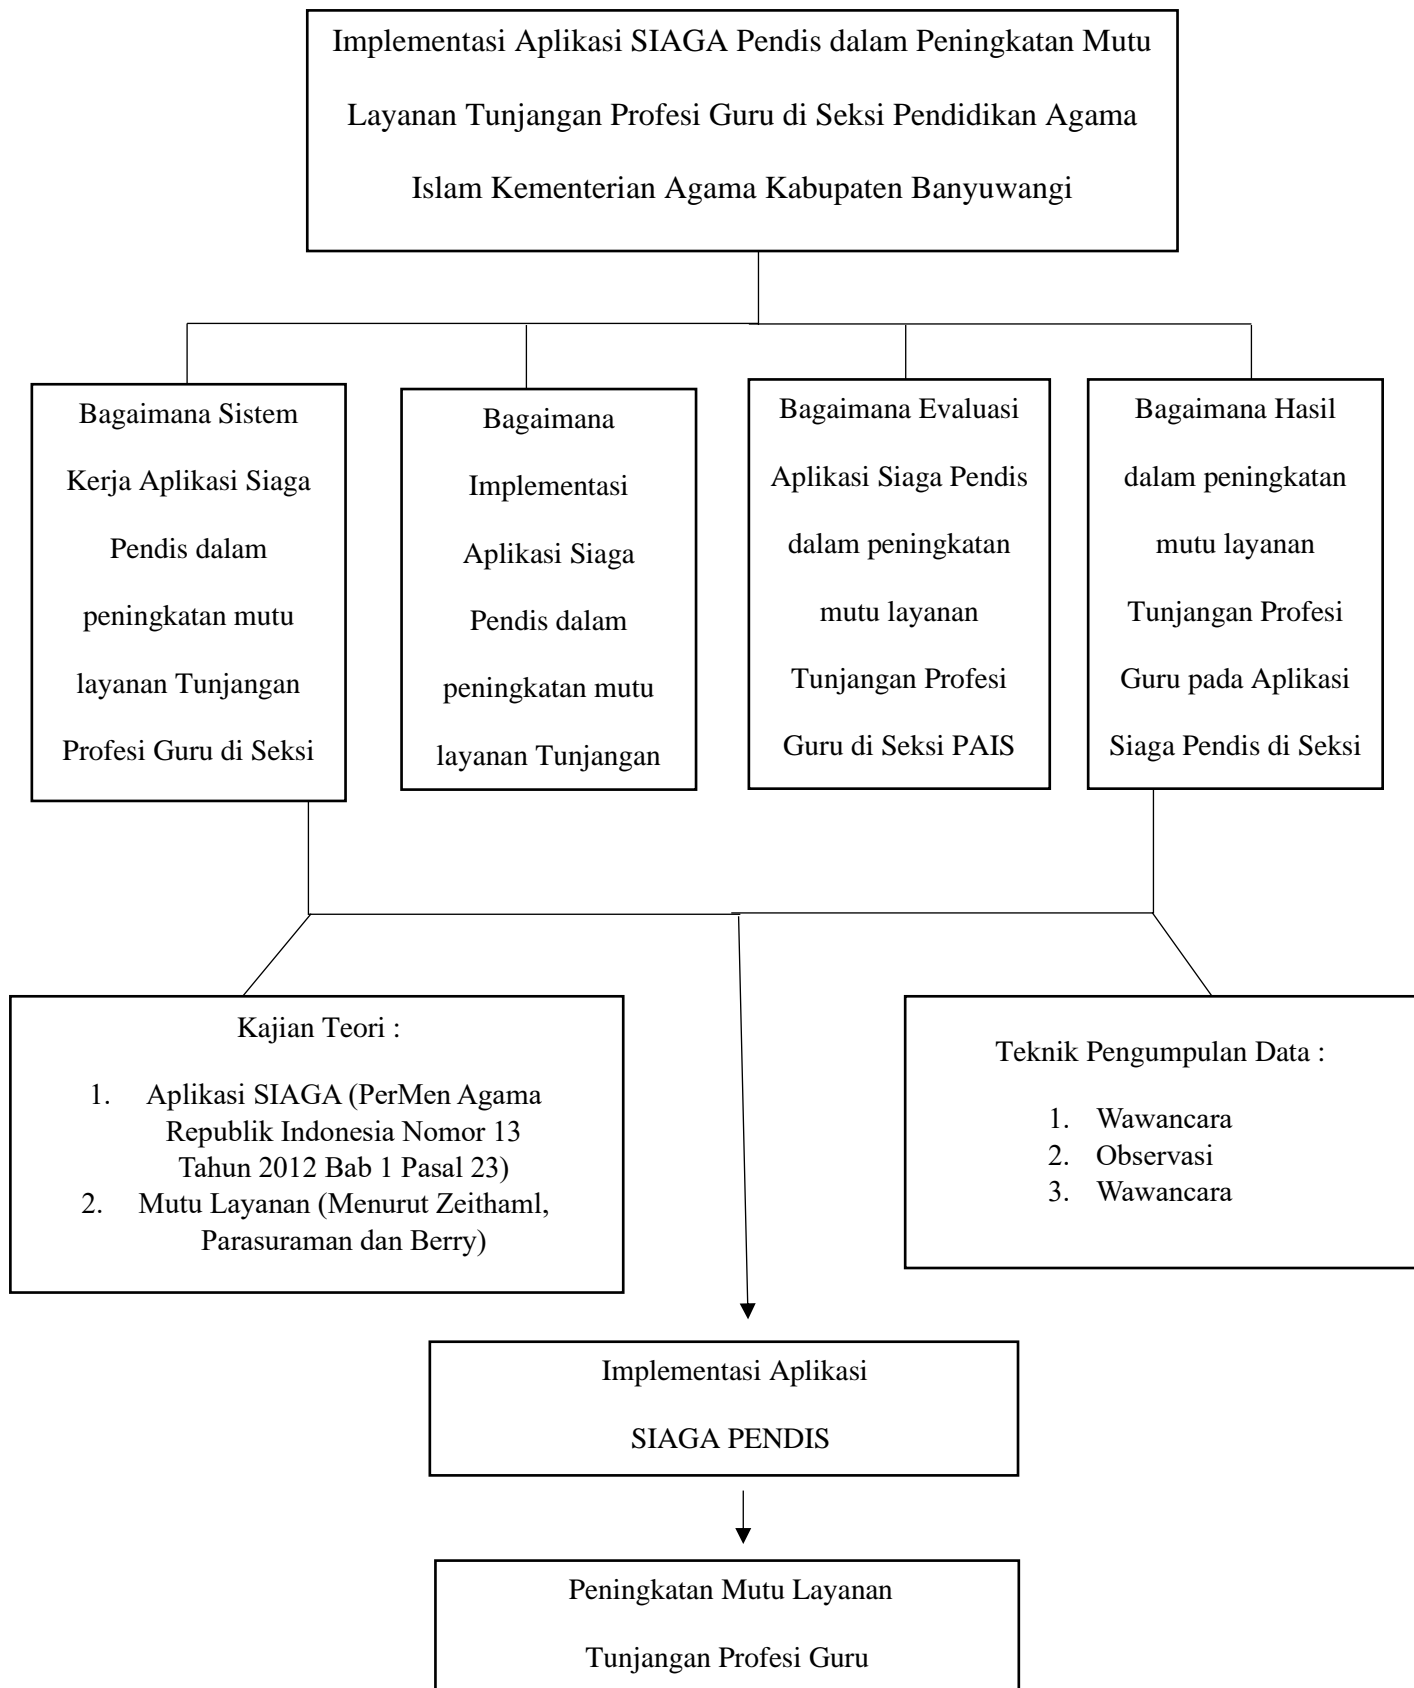 Implementasi Aplikasi SIAGA Pendis dalam Peningkatan Mutu
Layanan Tunjangan Profesi Guru di Seksi Pendidikan Agama
Islam Kementerian Agama Kabupaten Banyuwangi
Bagaimana Sistem
Kerja Aplikasi Siaga
Pendis dalam
peningkatan mutu
layanan Tunjangan
Profesi Guru di Seksi
Bagaimana
Implementasi
Aplikasi Siaga
Pendis dalam
peningkatan mutu
layanan Tunjangan
Bagaimana Evaluasi
Aplikasi Siaga Pendis
dalam peningkatan
mutu layanan
Tunjangan Profesi
Guru di Seksi PAIS
Bagaimana Hasil
dalam peningkatan
mutu layanan
Tunjangan Profesi
Guru pada Aplikasi
Siaga Pendis di Seksi
Kajian Teori :
1. Aplikasi SIAGA (PerMen Agama
Republik Indonesia Nomor 13
Tahun 2012 Bab 1 Pasal 23)
2. Mutu Layanan (Menurut Zeithaml,
Parasuraman dan Berry)
Teknik Pengumpulan Data :
1. Wawancara
2. Observasi
3. Wawancara
Implementasi Aplikasi
SIAGA PENDIS
Peningkatan Mutu Layanan
Tunjangan Profesi Guru